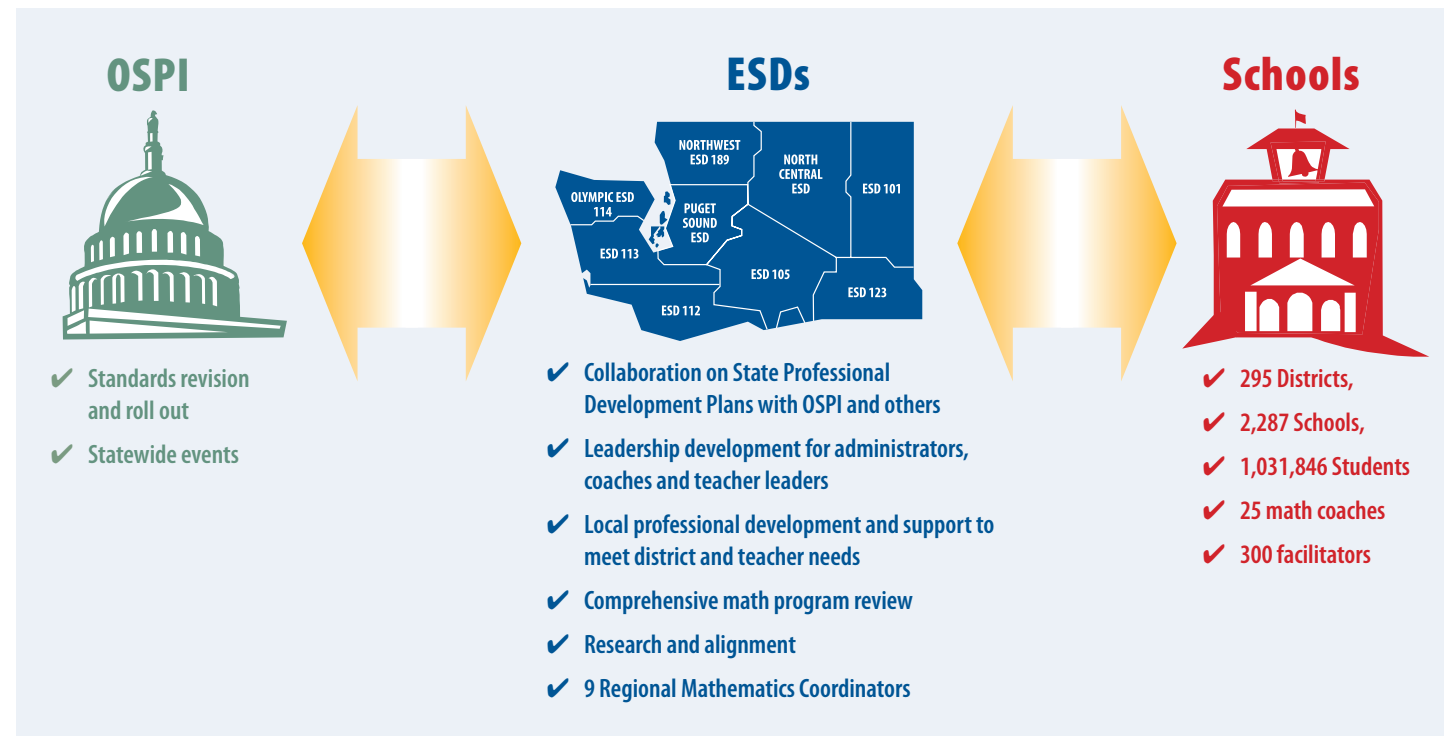 OSPI
✔ Standards revision
and roll out
✔ Statewide events
ESDs
NORTHWEST
ESD 189
NORTH
CENTRAL
ESD
ESD 101
OLYMPIC ESD
114
PUGET
SOUND
ESD
ESD 113
ESD 105
ESD 123
ESD 112
✔ Collaboration on State Professional
Development Plans with OSPI and others
✔ Leadership development for administrators,
coaches and teacher leaders
✔ Local professional development and support to
meet district and teacher needs
✔ Comprehensive math program review
✔ Research and alignment
✔ 9 Regional Mathematics Coordinators
Schools
✔ 295 Districts,
✔ 2,287 Schools,
✔ 1,031,846 Students
✔ 25 math coaches
✔ 300 facilitators